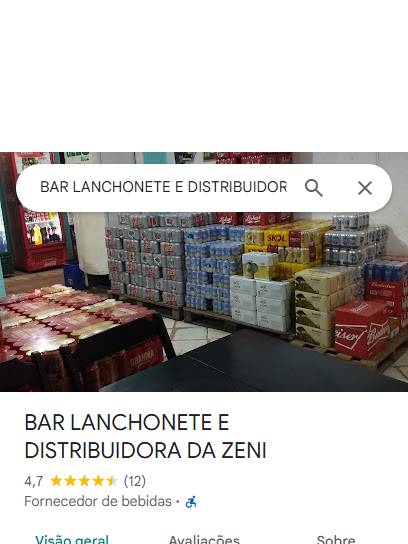 BAR LANCHONETE E DISTRIBUIDOR
SKOL
BRAHMA
Budweiser
BAR LANCHONETE E
DISTRIBUIDORA DA ZENI
4,7 (12)
Fornecedor de bebidas ·
Visão geral Avaliações Sobre